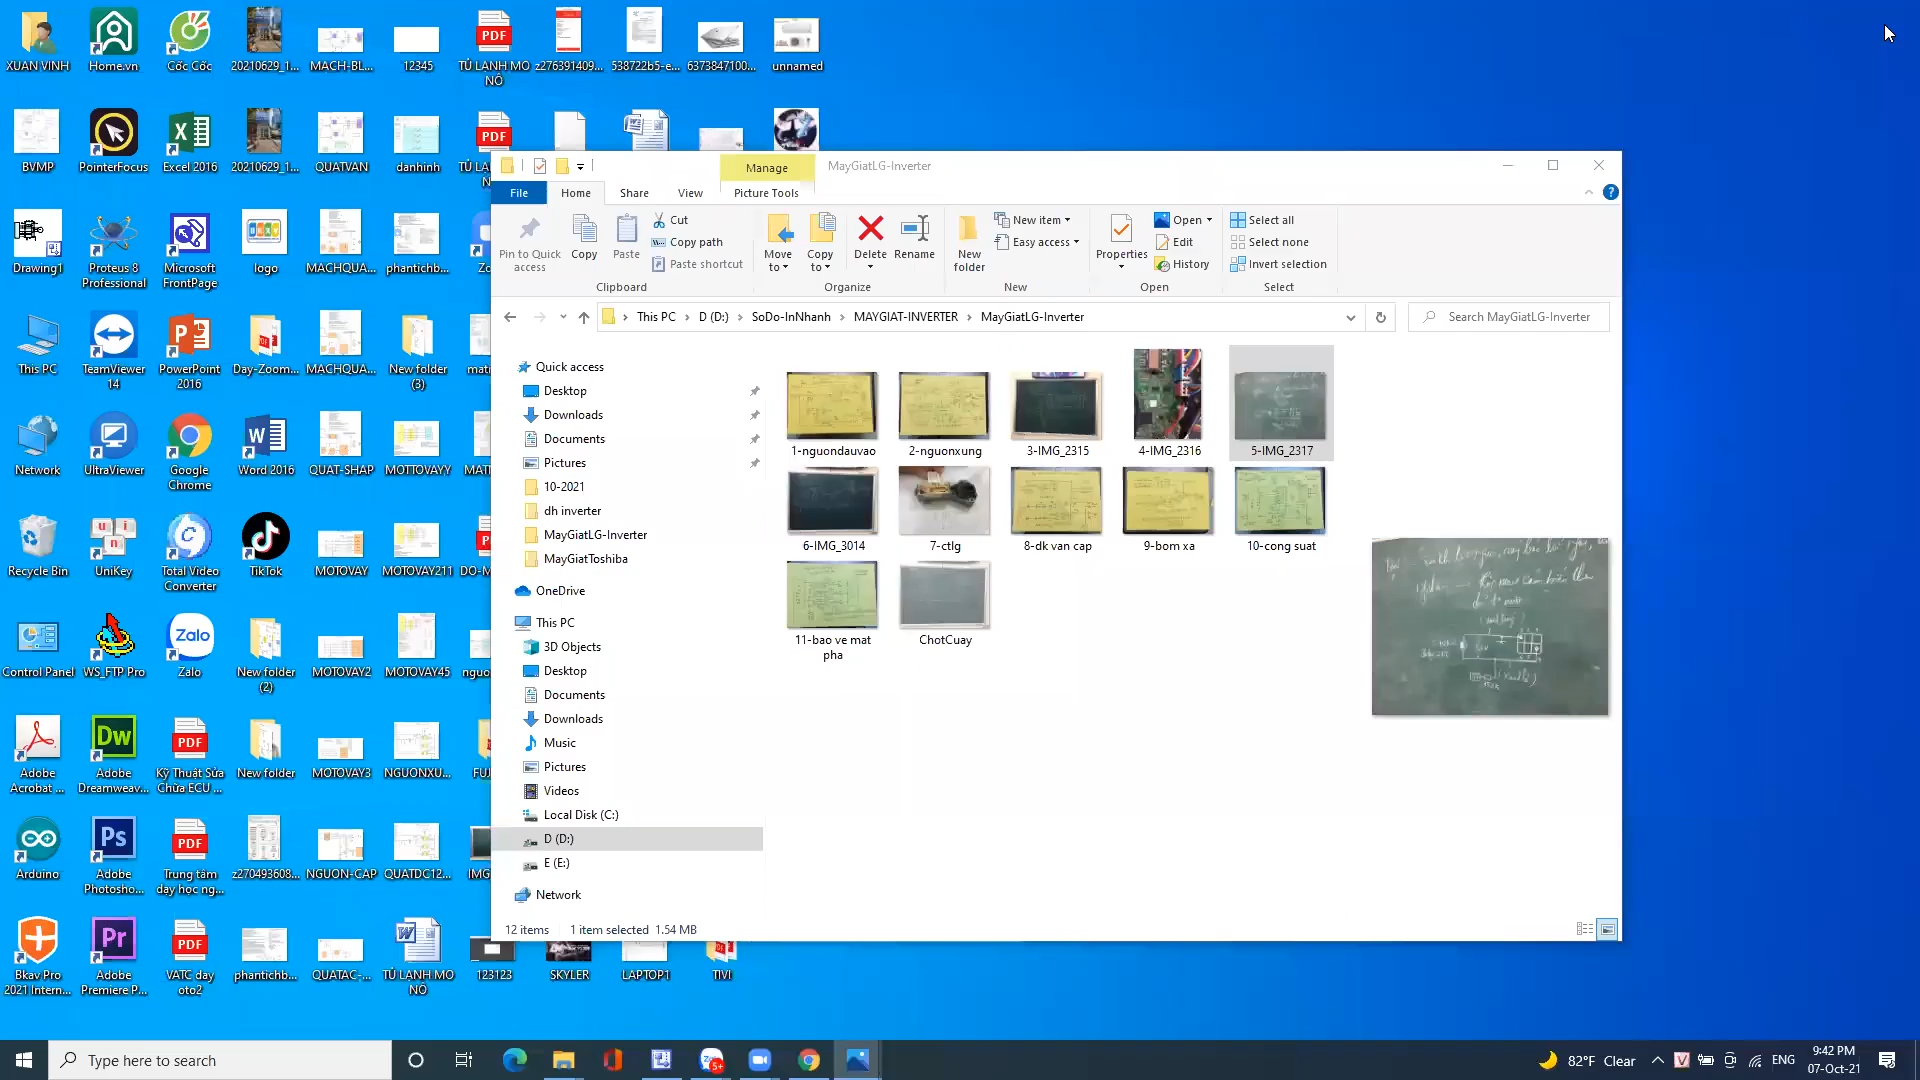 XUAN VINH
Home.vn
Cốc Cốc
20210629_1...
MACH-BL...
12345
TỦ LẠNH MO NÔ
z276391409...
538722b5-e...
6373847100...
unnamed
BVMP
PointerFocus
Excel 2016
20210629_1...
QUATVAN
danhinh
Drawing1
Proteus 8 Professional
Microsoft FrontPage
logo
MACHQUA...
phantichb...
This PC
TeamViewer 14
PowerPoint 2016
Day-Zoom...
MACHQUA...
New folder (3)
Network
UltraViewer
Google Chrome
Word 2016
QUAT-SHAP
MOTTOVAYY
Recycle Bin
UniKey
Total Video Converter
TikTok
MOTOVAY
MOTOVAY211
Control Panel
WS_FTP Pro
Zalo
New folder (2)
MOTOVAY2
MOTOVAY45
Adobe Acrobat ...
Adobe Dreamweav...
Kỹ Thuật Sửa Chữa ECU ...
New folder
MOTOVAY3
NGUONXU...
Arduino
Adobe Photosho...
Trung tâm day học ng...
z270493608...
NGUON-CAP
QUATDC12...
Bkav Pro 2021 Intern...
Adobe Premiere P...
VATC day oto2
phantichb...
QUATAC-...
TỦ LẠNH MO NÔ
123123
SKYLER
LAPTOP1
TIVI
Manage
MayGiatLG-Inverter
File
Home
Share
View
Picture Tools
Pin to Quick access
Copy
Paste
Cut
Copy path
Paste shortcut
Clipboard
Move to
Copy to
Delete
Rename
Organize
New folder
New item
Easy access
New
Properties
Open
Edit
History
Open
Select all
Select none
Invert selection
Select
This PC > D (D:) > SoDo-InNhanh > MAYGIAT-INVERTER > MayGiatLG-Inverter
Search MayGiatLG-Inverter
Quick access
Desktop
Downloads
Documents
Pictures
10-2021
dh inverter
MayGiatLG-Inverter
MayGiatToshiba
OneDrive
This PC
3D Objects
Desktop
Documents
Downloads
Music
Pictures
Videos
Local Disk (C:)
D (D:)
E (E:)
Network
1-nguondauvao
2-nguonxung
3-IMG_2315
4-IMG_2316
5-IMG_2317
6-IMG_3014
7-ctlg
8-dk van cap
9-bom xa
10-cong suat
11-bao ve mat pha
ChotCuay
12 items
1 item selected 1.54 MB
Type here to search
82°F Clear
ENG
9:42 PM
07-Oct-21